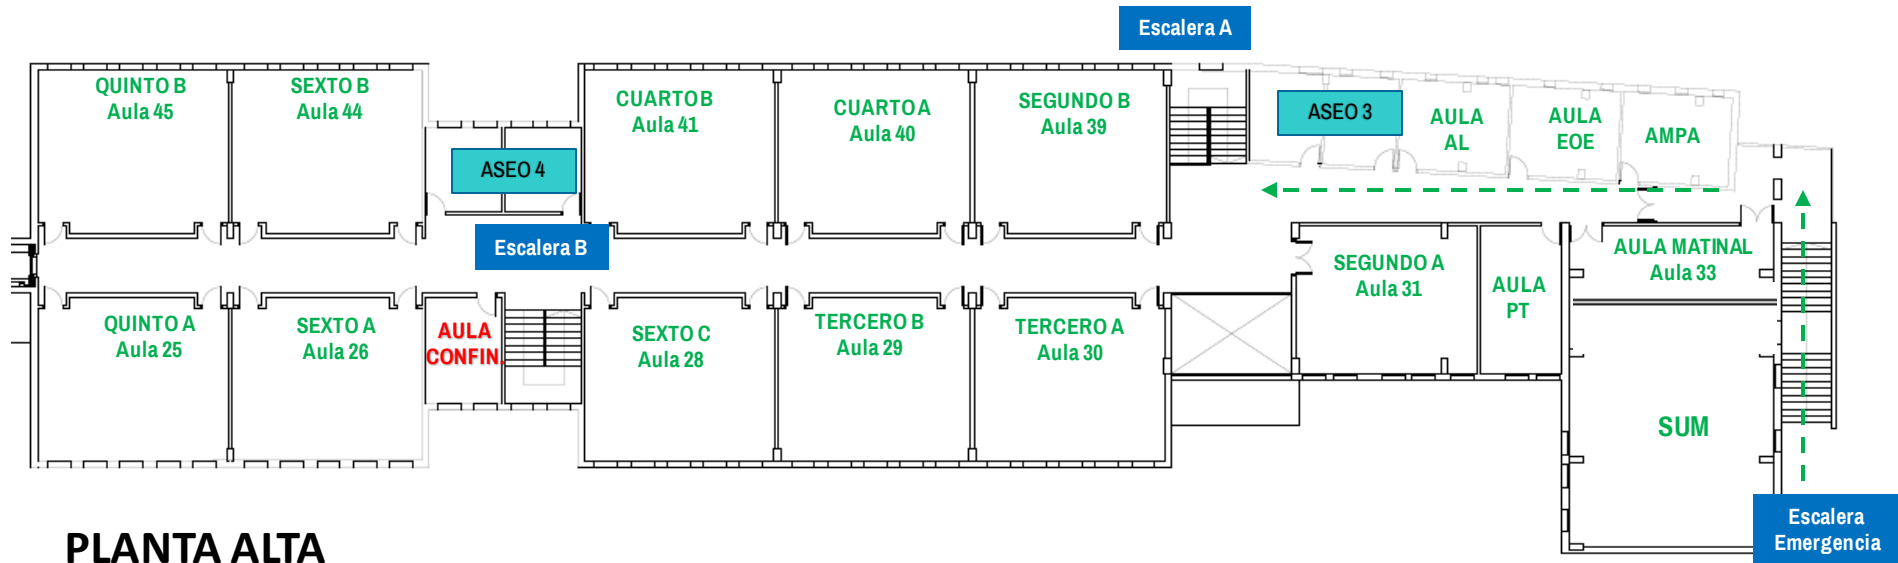 Escalera A
QUINTO B
Aula 45
SEXTO B
Aula 44
CUARTO B
Aula 41
CUARTO A
Aula 40
SEGUNDO B
Aula 39
ASEO 3
AULA
AL
AULA
EOE
AMPA
ASEO 4
Escalera B
SEGUNDO A
Aula 31
AULA
PT
AULA MATINAL
Aula 33
QUINTO A
Aula 25
SEXTO A
Aula 26
AULA
CONFIN.
SEXTO C
Aula 28
TERCERO B
Aula 29
TERCERO A
Aula 30
SUM
Escalera
Emergencia
PLANTA ALTA